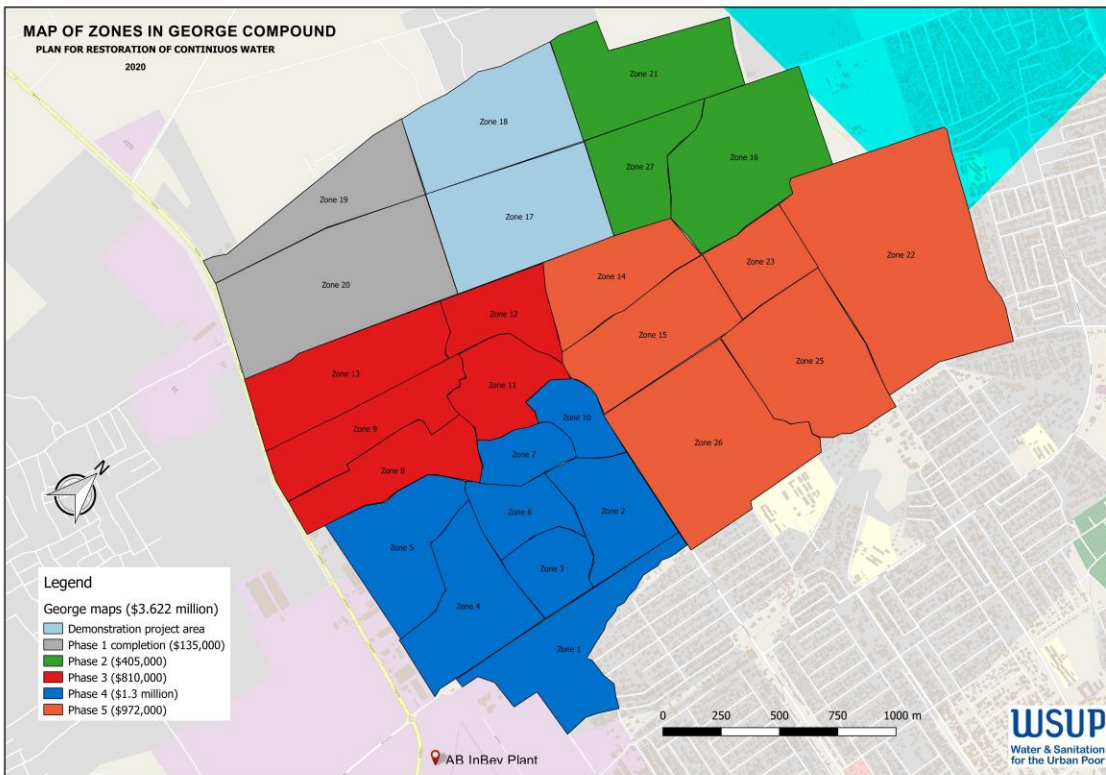 MAP OF ZONES IN GEORGE COMPOUND
PLAN FOR RESTORATION OF CONTINIUOS WATER
2020
Zone 21
Zone 18
Zone 27
Zone 16
Zone 19
Zone 17
Zone 22
Zone 23
Zone 14
Zone 20
Zone 12
Zone 15
Zone 25
Zone 13
Zone 11
Zone 10
Zone 9
Zone 26
Zone 7
Zone 8
N
Zone 6
Zone 2
Zone 5
Zone 3
Zone 4
Zone 1
Legend
George maps ($3.622 million)
Demonstration project area
Phase 1 completion ($135,000)
Phase 2 ($405,000)
Phase 3 ($810,000)
Phase 4 ($1.3 million)
Phase 5 ($972,000)
0 250 500 750 1000 m
AB InBev Plant
WSUP
Water & Sanitation
for the Urban Poor